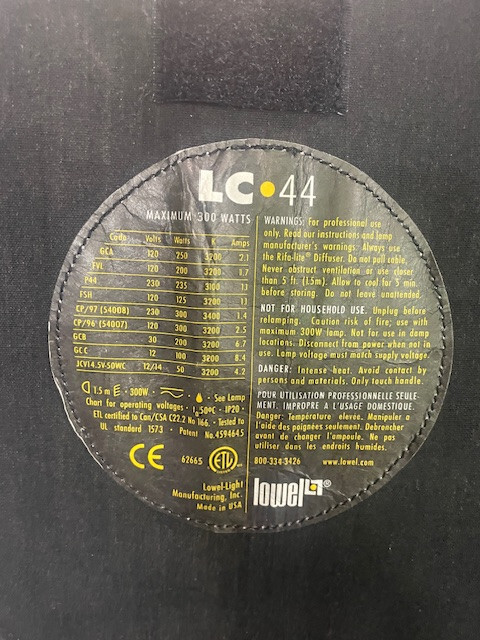 LC•44
MAXIMUM 300 WATTS
Code Volts Watts K Amps
GCA 120 250 3200 2.1
FVL 120 200 3200 1.7
P44 230 235 3100 1.1
FSH 120 125 3200 1.1
CP/97 (54008) 230 300 3400 1.4
CP/96 (54007) 120 300 3200 2.5
GCB 30 200 3200 6.7
GCC 12 100 3200 8.4
JCV14.5V-50WC 12/14 50 3200 4.2
1.5 m 300W • See Lamp
Chart for operating voltages • ta50ºC • IP20 •
ETL certified to Can/CSA C22.2 No 166. • Tested to
UL standard 1573 • Patent No.4594645
CE 62665 ETL
Lowel-Light
Manufacturing, Inc.
Made in USA
WARNINGS: For professional use
only. Read our instructions and lamp
manufacturer's warnings. Always use
the Rifa-lite Diffuser. Do not pull cable.
Never obstruct ventilation or use closer
than 5 ft. (1.5m). Allow to cool for 5 min.
before storing. Do not leave unattended.
NOT FOR HOUSEHOLD USE. Unplug before
relamping. Caution risk of fire; use with
maximum 300W lamp. Not for use in damp
locations. Disconnect from power when not in
use. Lamp voltage must match supply voltage.
DANGER: Intense heat. Avoid contact by
persons and materials. Only touch handle.
POUR UTILISATION PROFESSIONNELLE SEULE-
MENT. IMPROPRE A L'USAGE DOMESTIQUE.
Danger: Température elevée. Manipuler a
l'aide des poignées seulement. Debrencher
avant de changer l'ampoule. Ne pas
utiliser dans les endroits humides.
800-334-3426 www.lowel.com
lowel®